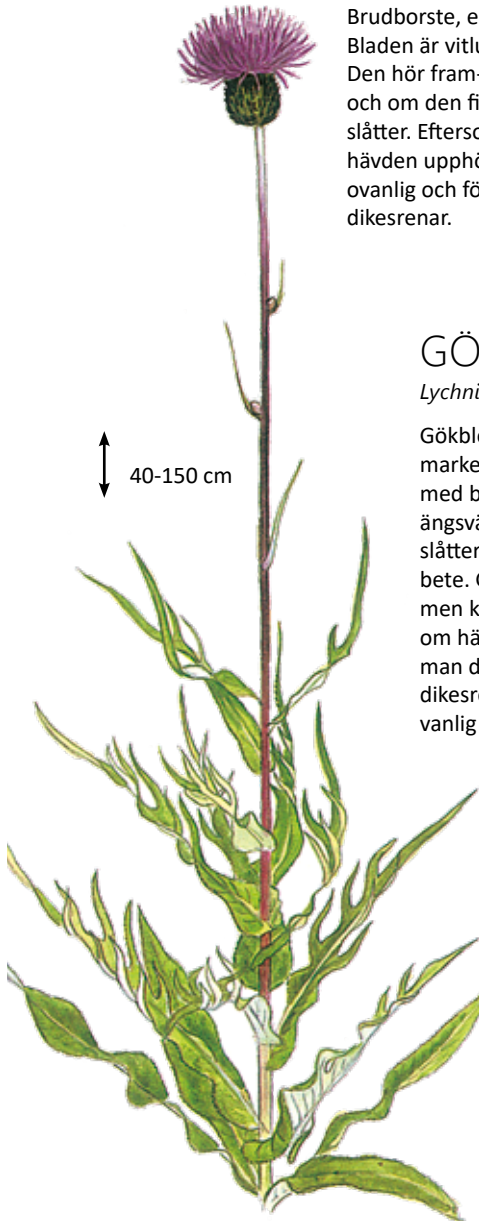 Brudborste, e
Bladen är vitlu
Den hör fram-
och om den fi
slåtter. Efterso
hävden upphö
ovanlig och fö
dikesrenar.
GÖ
Lychni
Gökblo
marke
med b
ängsvä
slåtter
bete. G
men k
om hä
man d
dikesre
vanlig
40-150 cm